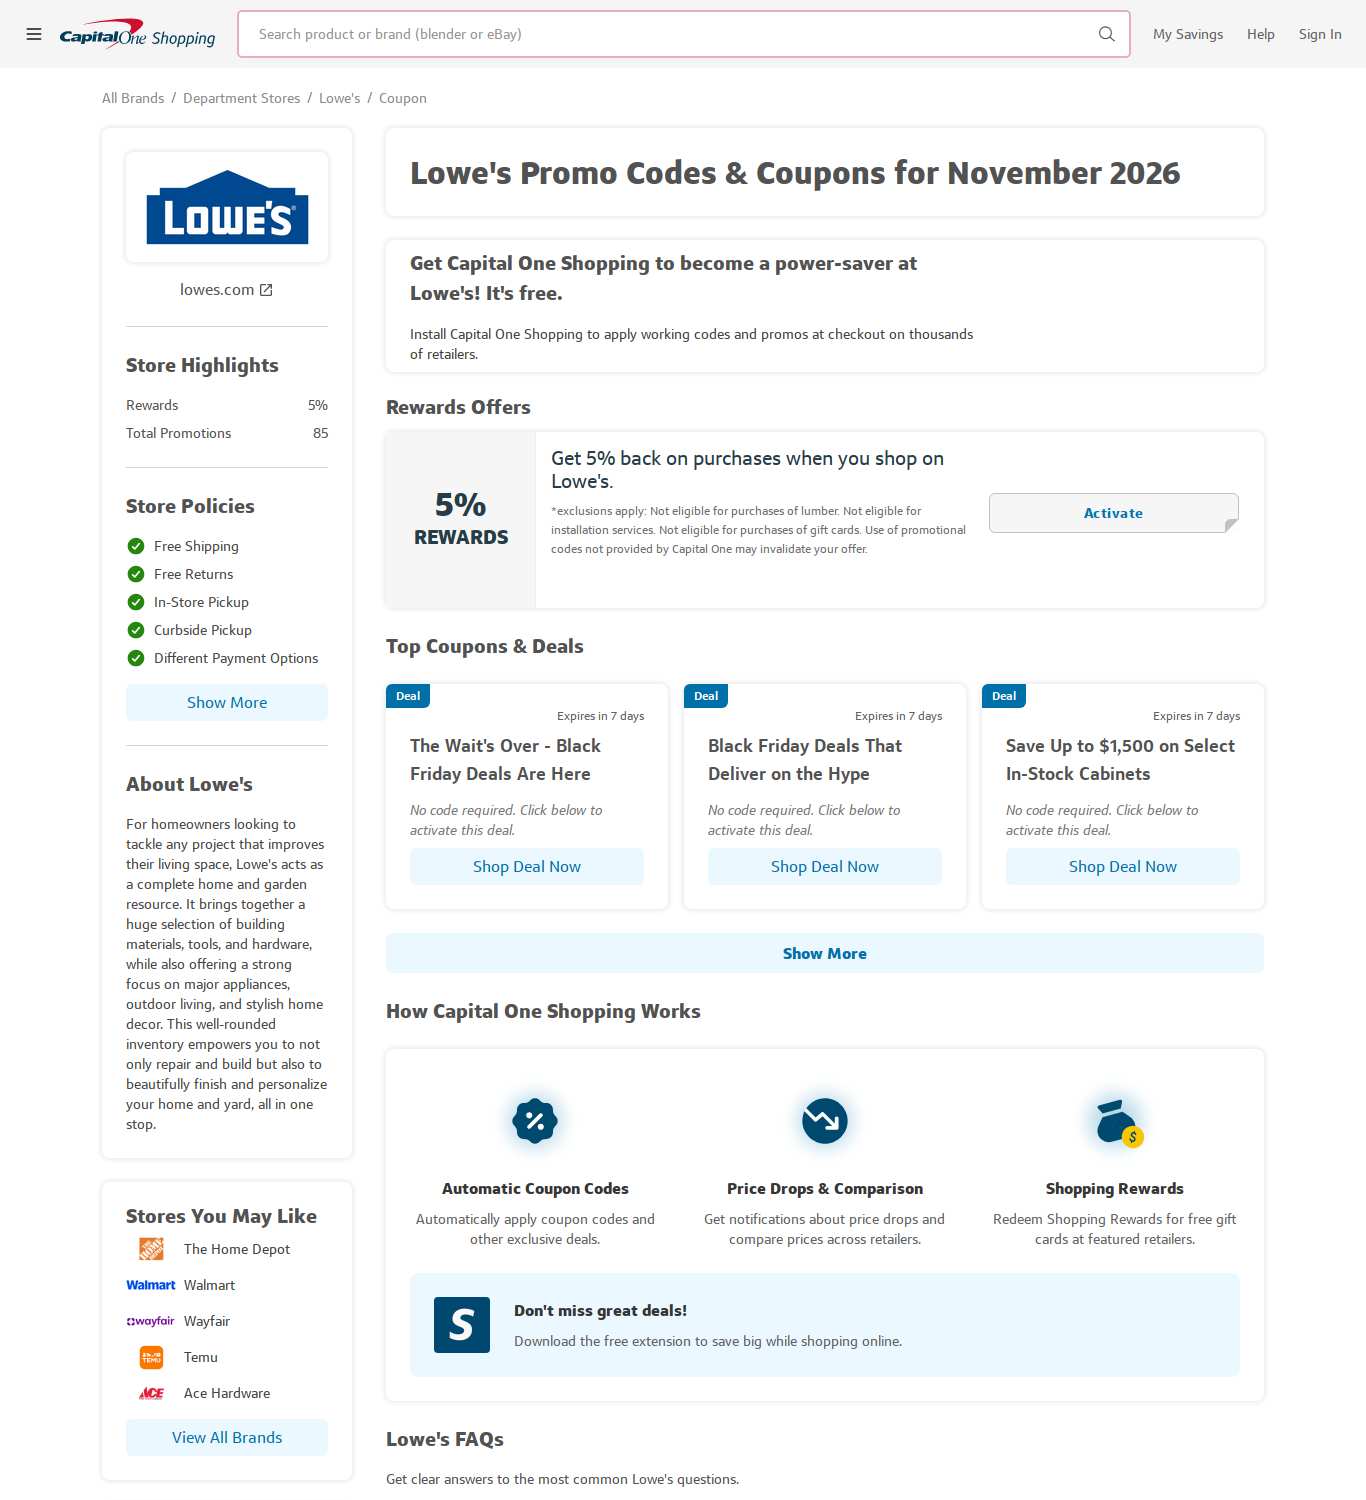 Capital One Shopping
Search product or brand (blender or eBay)
My Savings
Help
Sign In
All Brands / Department Stores / Lowe's / Coupon
LOWE'S
lowes.com
Store Highlights
Rewards 5%
Total Promotions 85
Store Policies
Free Shipping
Free Returns
In-Store Pickup
Curbside Pickup
Different Payment Options
Show More
About Lowe's
For homeowners looking to
tackle any project that improves
their living space, Lowe's acts as
a complete home and garden
resource. It brings together a
huge selection of building
materials, tools, and hardware,
while also offering a strong
focus on major appliances,
outdoor living, and stylish home
decor. This well-rounded
inventory empowers you to not
only repair and build but also to
beautifully finish and personalize
your home and yard, all in one
stop.
Stores You May Like
The Home Depot
Walmart Walmart
wayfair Wayfair
TEMU Temu
ACE Ace Hardware
View All Brands
Lowe's Promo Codes & Coupons for November 2026
Get Capital One Shopping to become a power-saver at
Lowe's! It's free.
Install Capital One Shopping to apply working codes and promos at checkout on thousands
of retailers.
Rewards Offers
5%
REWARDS
Get 5% back on purchases when you shop on
Lowe's.
*exclusions apply: Not eligible for purchases of lumber. Not eligible for
installation services. Not eligible for purchases of gift cards. Use of promotional
codes not provided by Capital One may invalidate your offer.
Activate
Top Coupons & Deals
Deal
Expires in 7 days
The Wait's Over - Black
Friday Deals Are Here
No code required. Click below to
activate this deal.
Shop Deal Now
Deal
Expires in 7 days
Black Friday Deals That
Deliver on the Hype
No code required. Click below to
activate this deal.
Shop Deal Now
Deal
Expires in 7 days
Save Up to $1,500 on Select
In-Stock Cabinets
No code required. Click below to
activate this deal.
Shop Deal Now
Show More
How Capital One Shopping Works
Automatic Coupon Codes
Automatically apply coupon codes and
other exclusive deals.
Price Drops & Comparison
Get notifications about price drops and
compare prices across retailers.
$
Shopping Rewards
Redeem Shopping Rewards for free gift
cards at featured retailers.
S
Don't miss great deals!
Download the free extension to save big while shopping online.
Lowe's FAQs
Get clear answers to the most common Lowe's questions.